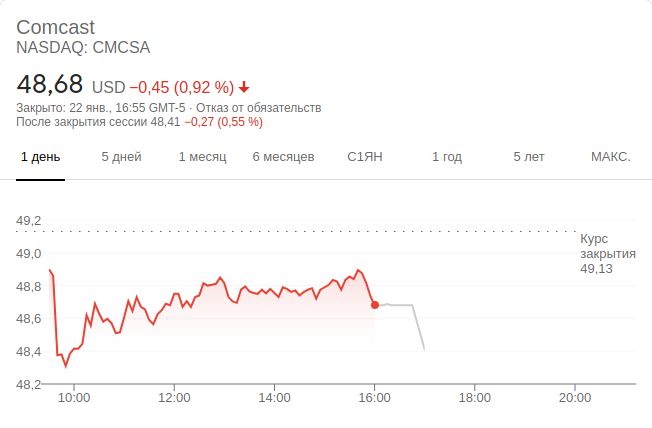 Comcast
NASDAQ: CMCSA
48,68 USD −0,45 (0,92 %)
Закрыто: 22 янв., 16:55 GMT-5 · Отказ от обязательств
После закрытия сессии 48,41 −0,27 (0,55 %)
1 день 5 дней 1 месяц 6 месяцев С1ЯН 1 год 5 лет МАКС.
49,2
Курс
закрытия
49,13
49,0
48,8
48,6
48,4
48,2
10:00 12:00 14:00 16:00 18:00 20:00